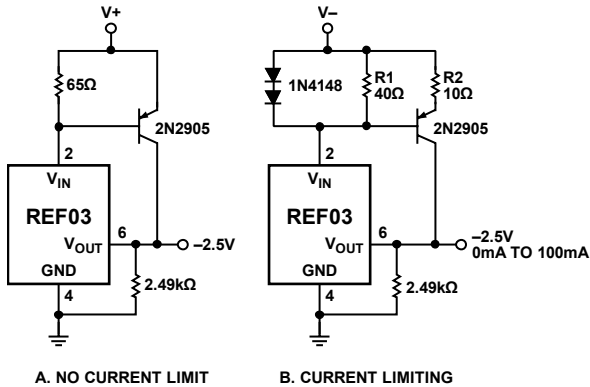 V+
65Ω
2N2905
2
VIN
REF03
6
VOUT
–2.5V
GND
2.49kΩ
4
A. NO CURRENT LIMIT
V–
1N4148
R1
40Ω
R2
10Ω
2N2905
2
VIN
REF03
6
VOUT
–2.5V
0mA TO 100mA
GND
2.49kΩ
4
B. CURRENT LIMITING